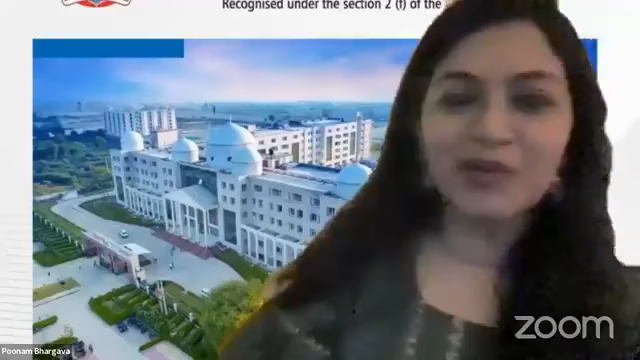 Recognised under the section 2 (f) of the
Poonam Bhargava
zoom